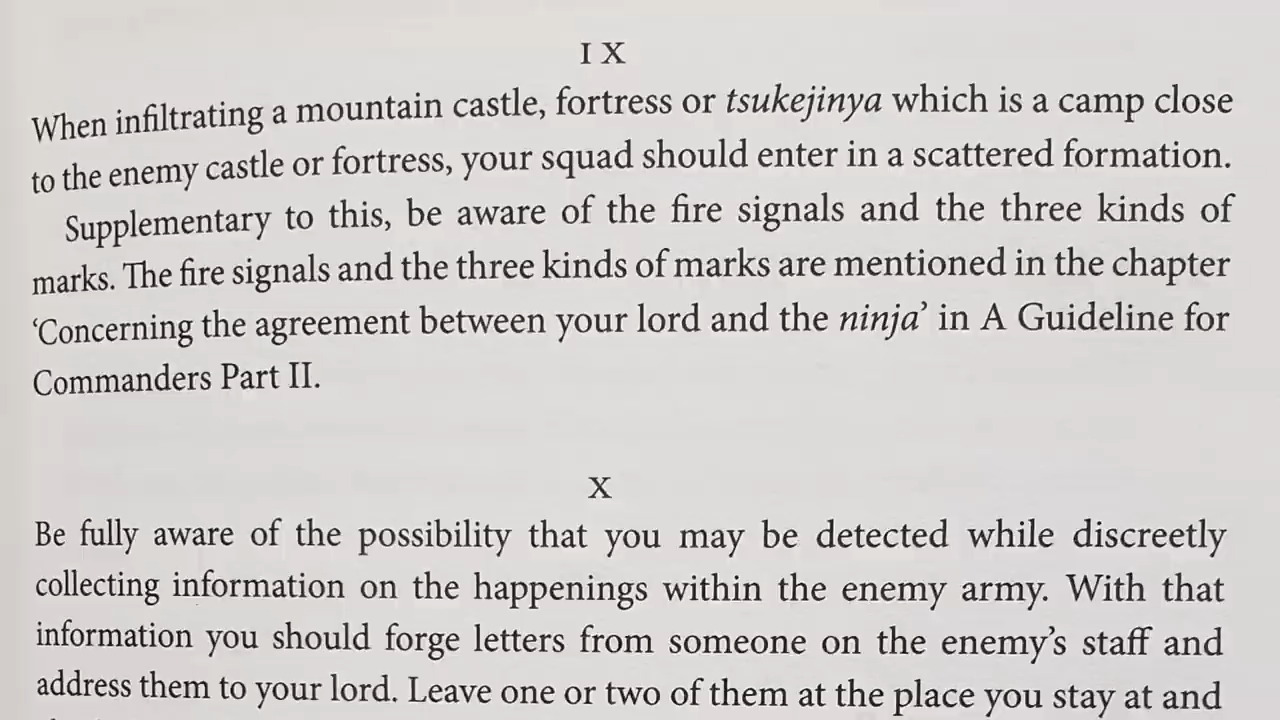 I X
When infiltrating a mountain castle, fortress or tsukejinya which is a camp close
to the enemy castle or fortress, your squad should enter in a scattered formation.
Supplementary to this, be aware of the fire signals and the three kinds of
marks. The fire signals and the three kinds of marks are mentioned in the chapter
‘Concerning the agreement between your lord and the ninja’ in A Guideline for
Commanders Part II.
X
Be fully aware of the possibility that you may be detected while discreetly
collecting information on the happenings within the enemy army. With that
information you should forge letters from someone on the enemy’s staff and
address them to your lord. Leave one or two of them at the place you stay at and